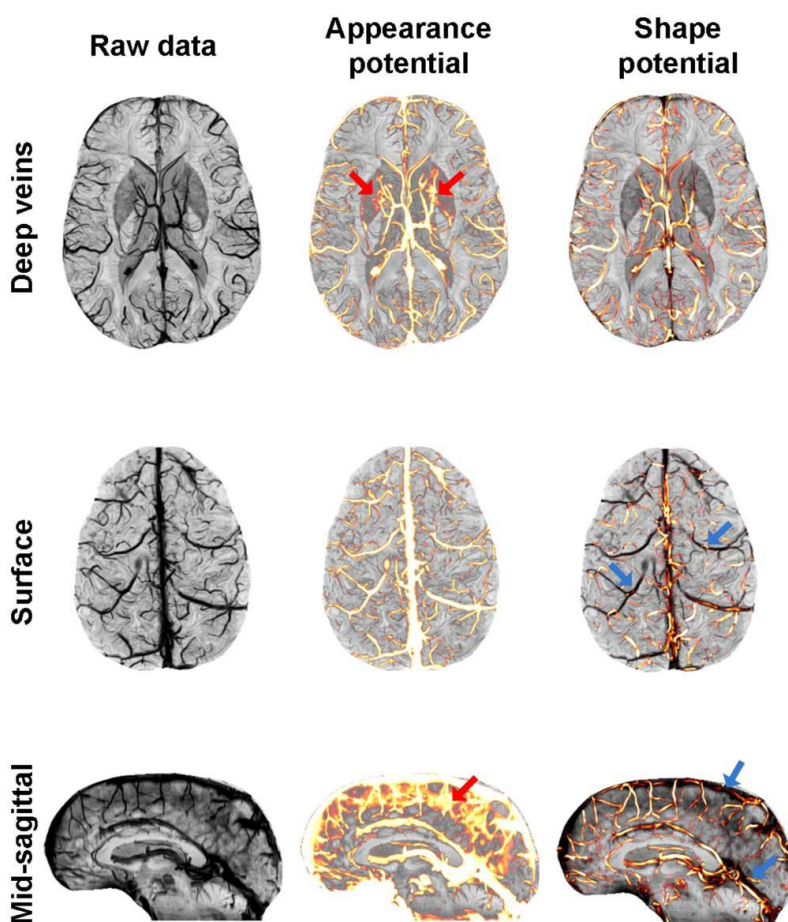 Raw data
Appearance
potential
Shape
potential
Deep veins
Surface
Mid-sagittal